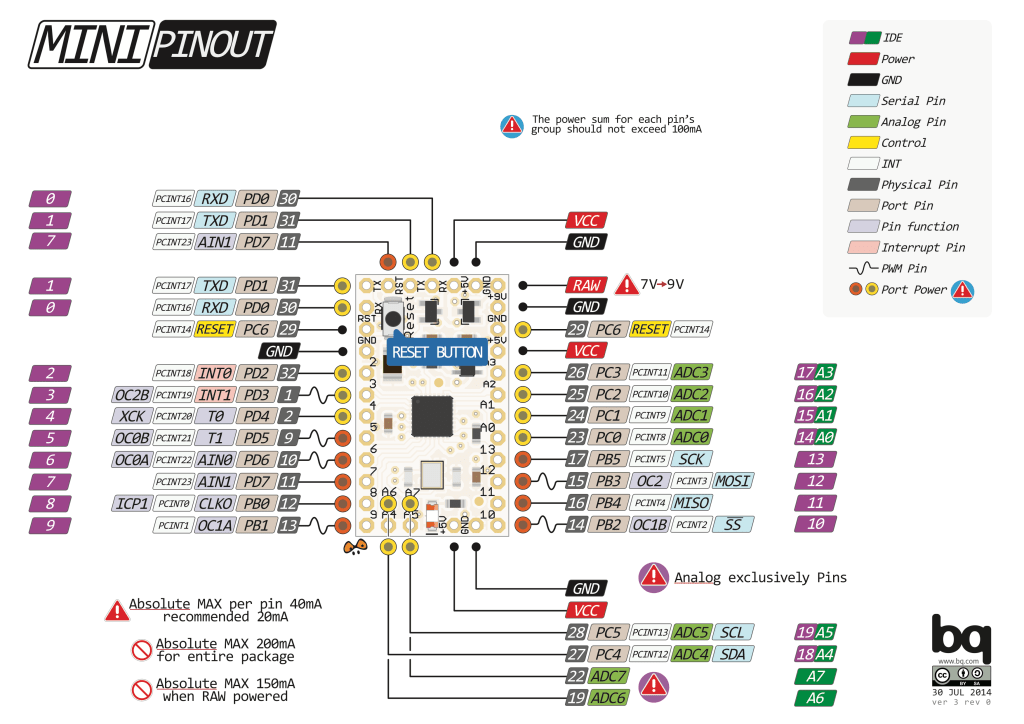 MINI PINOUT
IDE
Power
GND
Serial Pin
Analog Pin
Control
INT
Physical Pin
Port Pin
Pin function
Interrupt Pin
PWM Pin
Port Power
The power sum for each pin's
group should not exceed 100mA
0 PCINT16 RXD PD0 30
1 PCINT17 TXD PD1 31
7 PCINT23 AIN1 PD7 11
VCC
GND
1 PCINT17 TXD PD1 31
0 PCINT16 RXD PD0 30
PCINT14 RESET PC6 29
GND
2 PCINT18 INT0 PD2 32
3 OC2B PCINT19 INT1 PD3 1
4 XCK PCINT20 T0 PD4 2
5 OC0B PCINT21 T1 PD5 9
6 OC0A PCINT22 AIN0 PD6 10
7 PCINT23 AIN1 PD7 11
8 ICP1 PCINT0 CLKO PB0 12
9 PCINT1 OC1A PB1 13
TX RST TX RX +5V GND
RX
Reset
+9V
RST
GND
GND
+5V
2
A3
3
A2
4
A1
5
A0
6
13
7
12
8 A6 A7
11
9 A4 A5
+5V GND
10
RESET BUTTON
RAW 7V→9V
GND
29 PC6 RESET PCINT14
VCC
26 PC3 PCINT11 ADC3 17 A3
25 PC2 PCINT10 ADC2 16 A2
24 PC1 PCINT9 ADC1 15 A1
23 PC0 PCINT8 ADC0 14 A0
17 PB5 PCINT5 SCK 13
15 PB3 OC2 PCINT3 MOSI 12
16 PB4 PCINT4 MISO 11
14 PB2 OC1B PCINT2 SS 10
Analog exclusively Pins
GND
VCC
28 PC5 PCINT13 ADC5 SCL 19 A5
27 PC4 PCINT12 ADC4 SDA 18 A4
22 ADC7 A7
19 ADC6 A6
Absolute MAX per pin 40mA
recommended 20mA
Absolute MAX 200mA
for entire package
Absolute MAX 150mA
when RAW powered
bq
www.bq.com
cc BY SA
30 JUL 2014
ver 3 rev 0